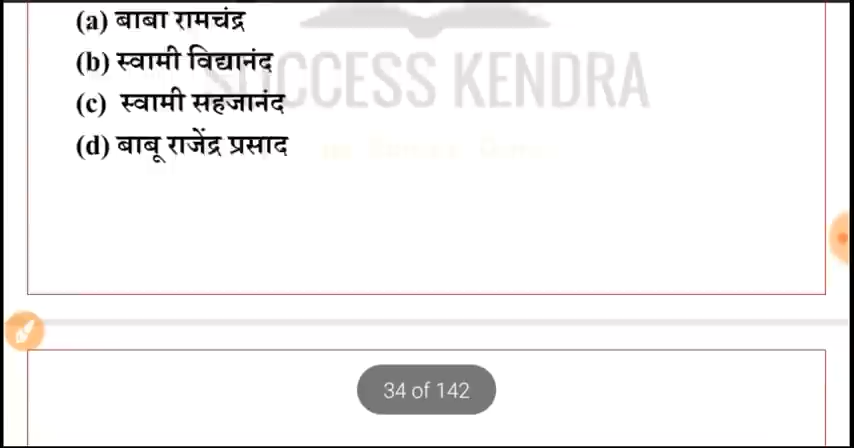 (a) बाबा रामचंद्र
(b) स्वामी विद्यानंद
SUCCESS KENDRA
(c) स्वामी सहजानंद
(d) बाबू राजेंद्र प्रसाद
34 of 142